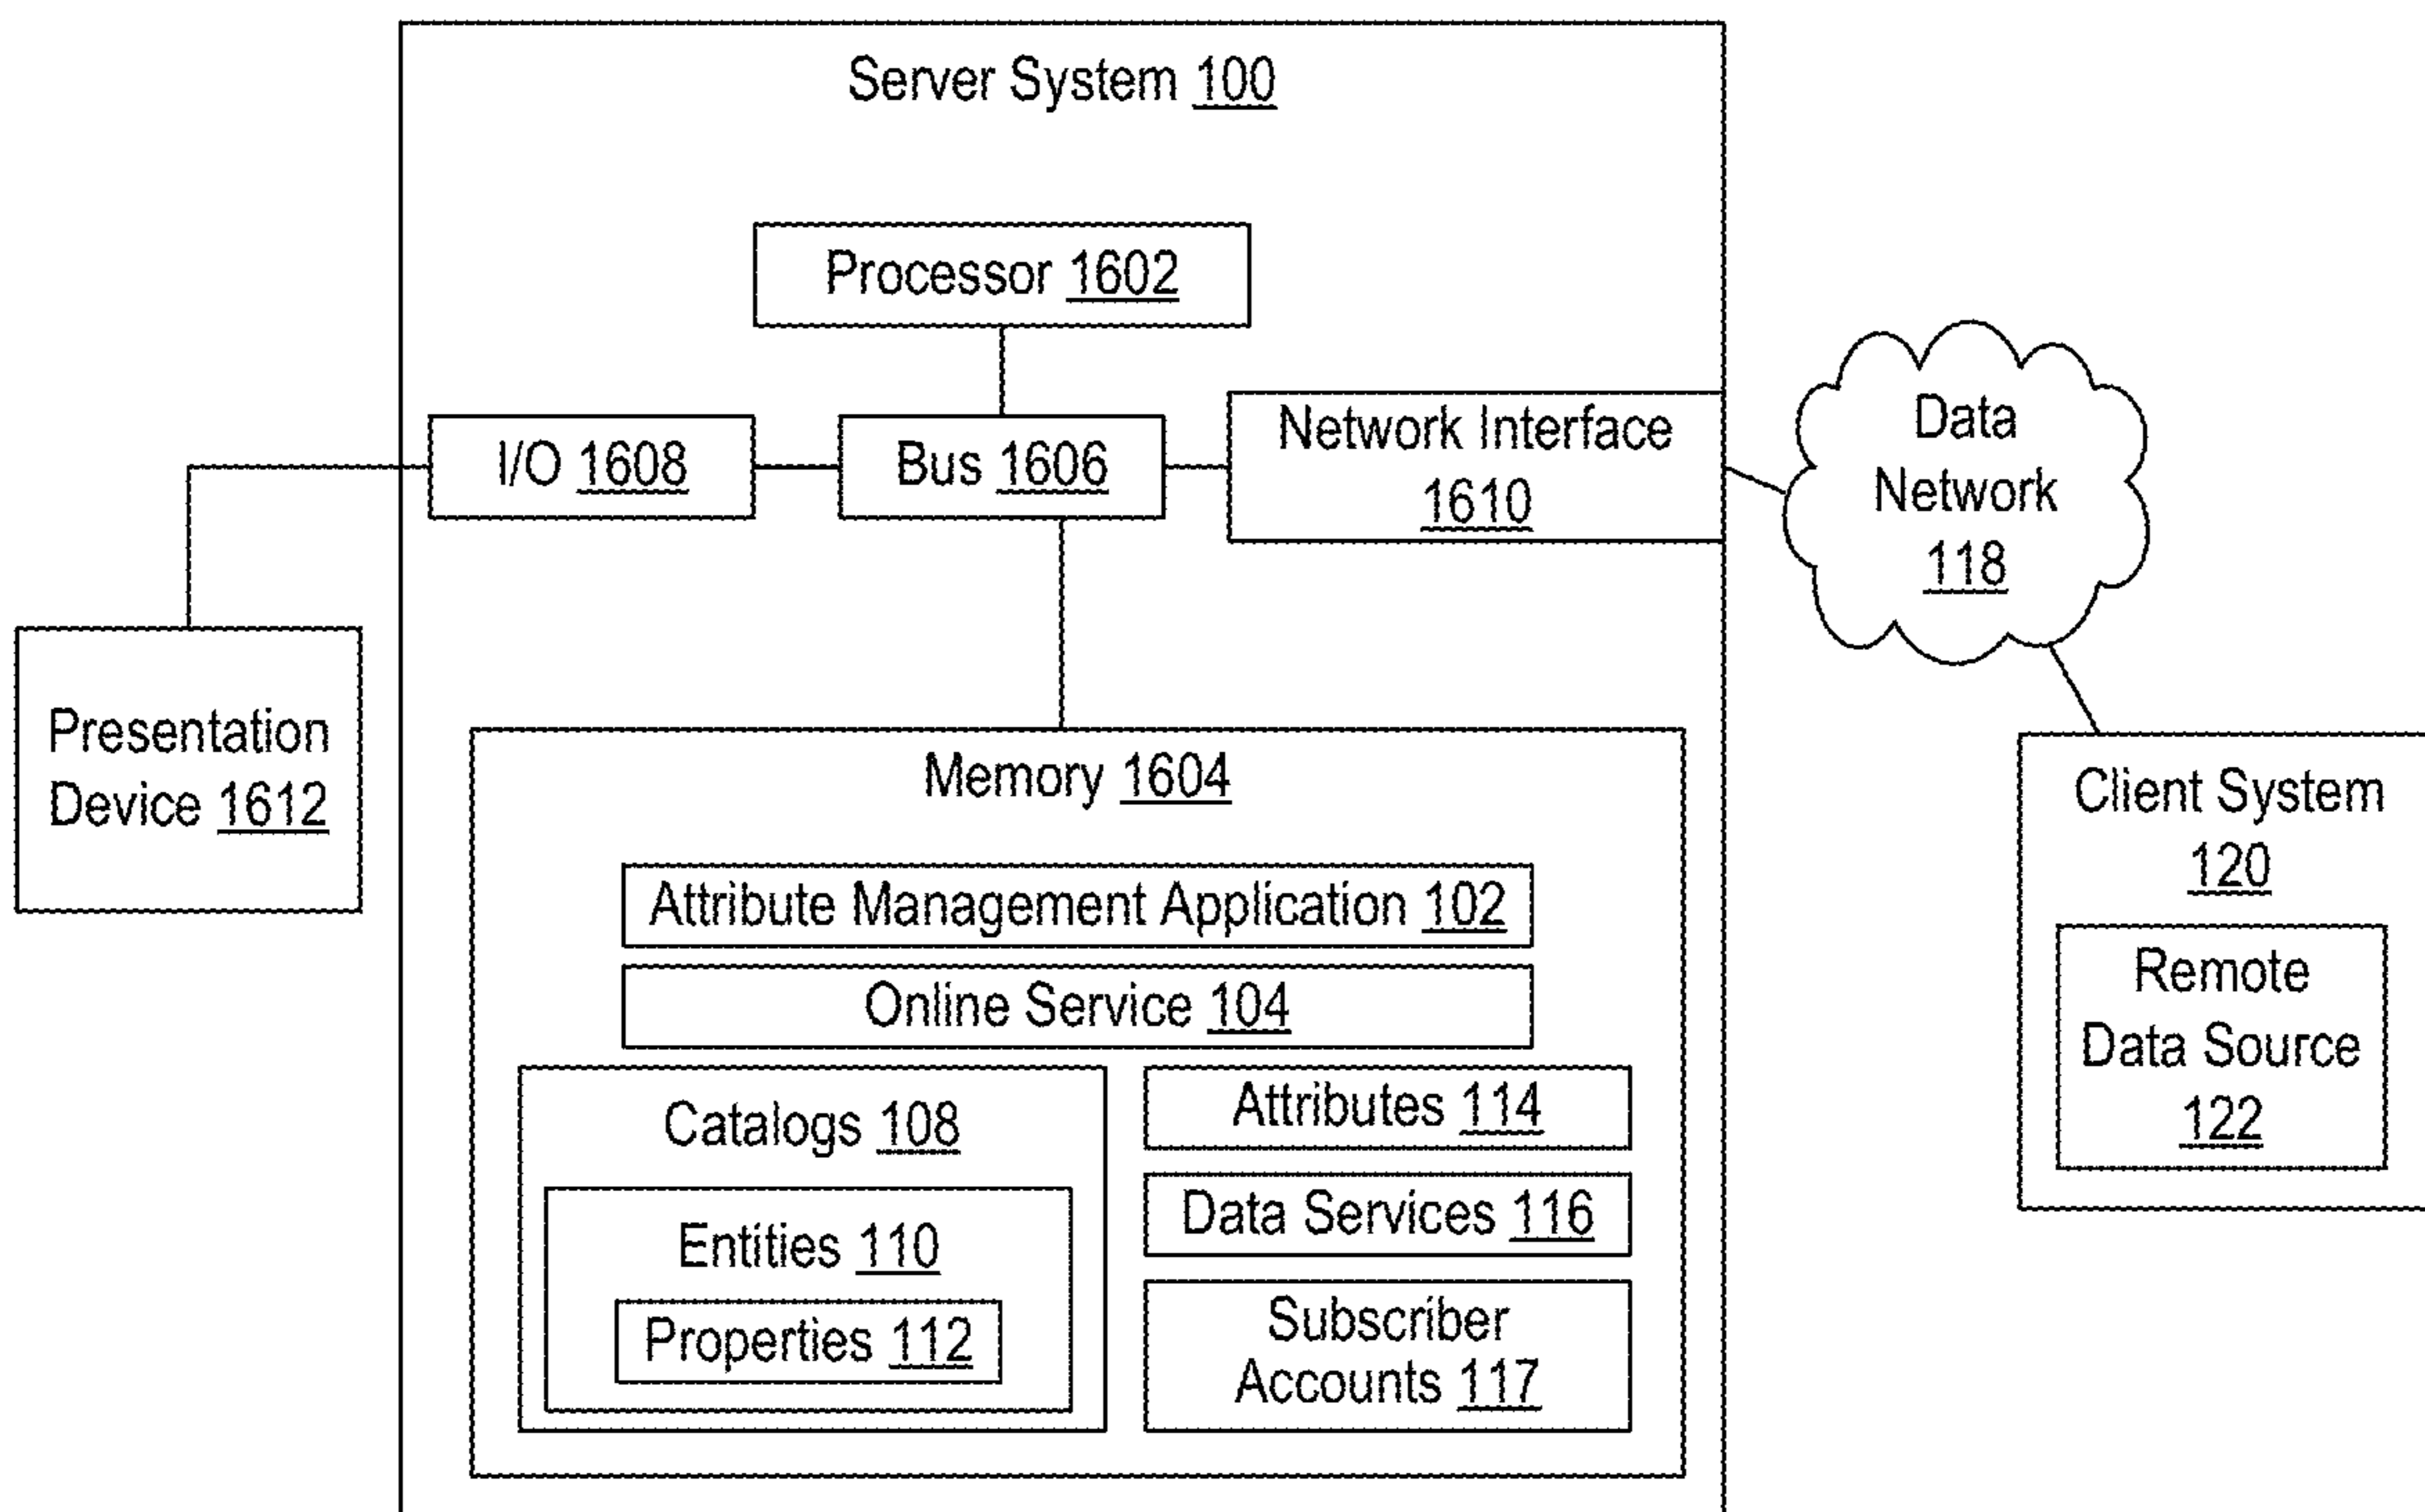 Server System 100
Processor 1602
I/O 1608
Bus 1606
Network Interface
1610
Data
Network
118
Presentation
Device 1612
Memory 1604
Attribute Management Application 102
Online Service 104
Catalogs 108
Entities 110
Properties 112
Attributes 114
Data Services 116
Subscriber
Accounts 117
Client System
120
Remote
Data Source
122